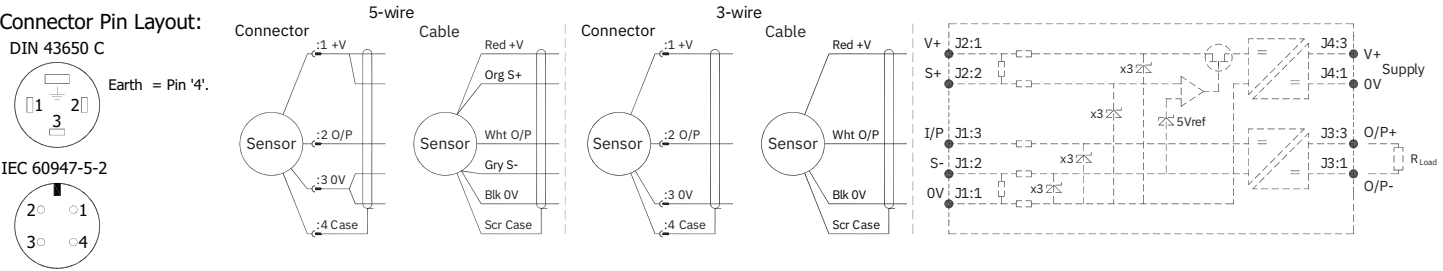 Connector Pin Layout:
DIN 43650 C
Earth = Pin '4'.
1
2
3
IEC 60947-5-2
2
1
3
4
5-wire
Connector
Cable
:1 +V
Sensor
:2 O/P
:3 0V
:4 Case
Red +V
Org S+
Sensor
Wht O/P
Gry S-
Blk 0V
Scr Case
3-wire
Connector
Cable
:1 +V
Sensor
:2 O/P
:3 0V
:4 Case
Red +V
Sensor
Wht O/P
Blk 0V
Scr Case
V+ J2:1
S+ J2:2
I/P J1:3
S- J1:2
0V J1:1
x3
x3
5Vref
x3
x3
=
=
=
=
J4:3 V+
Supply
J4:1 0V
J3:3 O/P+
RLoad
J3:1
O/P-